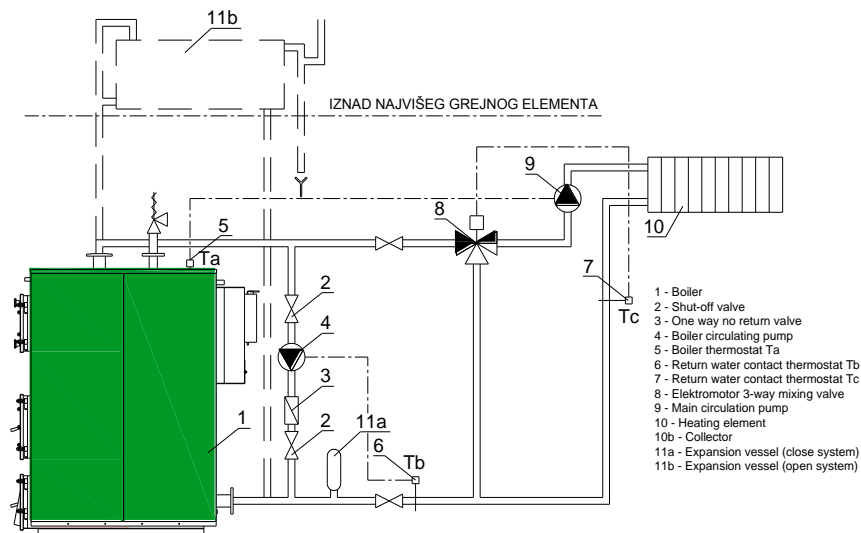 11b
IZNAD NAJVIŠEG GREJNOG ELEMENTA
9
8
10
5
Ta
7
Tc
2
4
3
2
11a
6
Tb
1
1 - Boiler
2 - Shut-off valve
3 - One way no return valve
4 - Boiler circulating pump
5 - Boiler thermostat Ta
6 - Return water contact thermostat Tb
7 - Return water contact thermostat Tc
8 - Elektromotor 3-way mixing valve
9 - Main circulation pump
10 - Heating element
10b - Collector
11a - Expansion vessel (close system)
11b - Expansion vessel (open system)